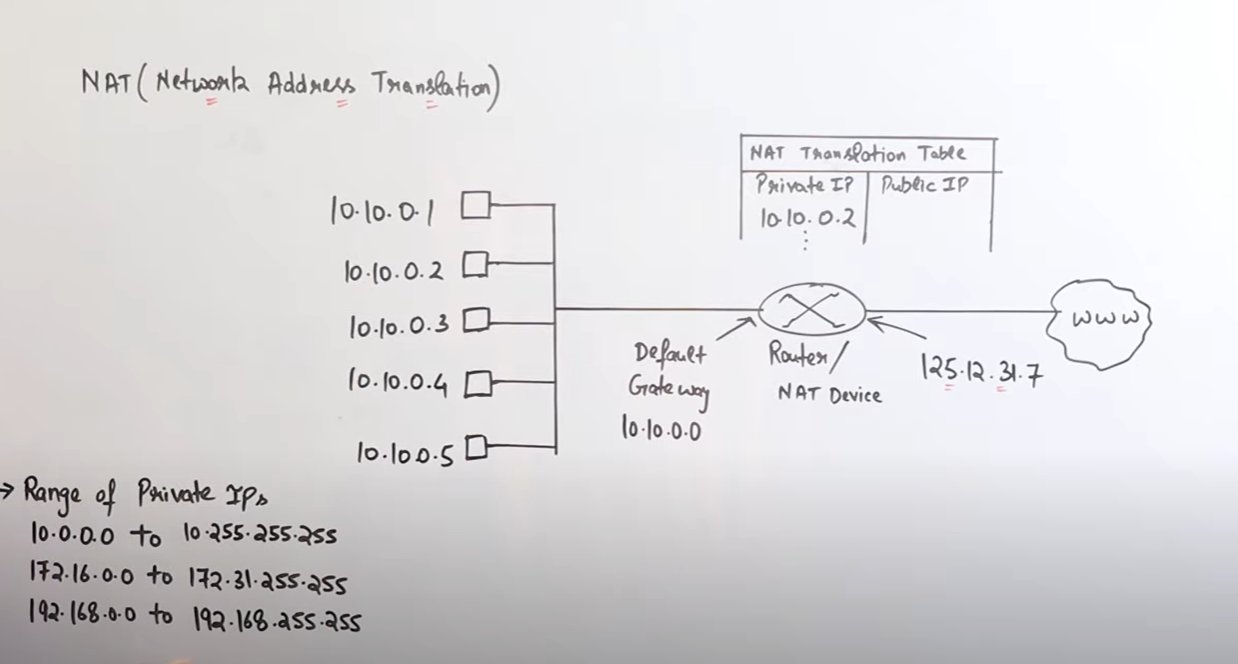 NAT (Network Address Translation)
NAT Translation Table
Private IP Public IP
10.10.0.2
10.10.0.1
10.10.0.2
10.10.0.3
10.10.0.4
10.10.0.5
Default
Gateway
10.10.0.0
Router/
NAT Device
125.12.31.7
www
→ Range of Private IPs
10.0.0.0 to 10.255.255.255
172.16.0.0 to 172.31.255.255
192.168.0.0 to 192.168.255.255